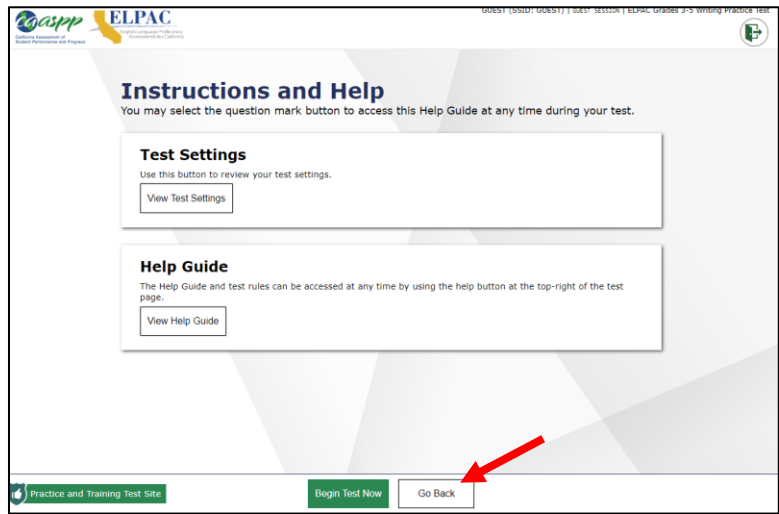 caaspp
California Assessment of
Student Performance and Progress
ELPAC
English Language Proficiency
Assessments for California
GUEST (SSID: GUEST) | GUEST SESSION | ELPAC Grades 3-5 Writing Practice Test
Instructions and Help
You may select the question mark button to access this Help Guide at any time during your test.
Test Settings
Use this button to review your test settings.
View Test Settings
Help Guide
The Help Guide and test rules can be accessed at any time by using the help button at the top-right of the test
page.
View Help Guide
Practice and Training Test Site
Begin Test Now
Go Back